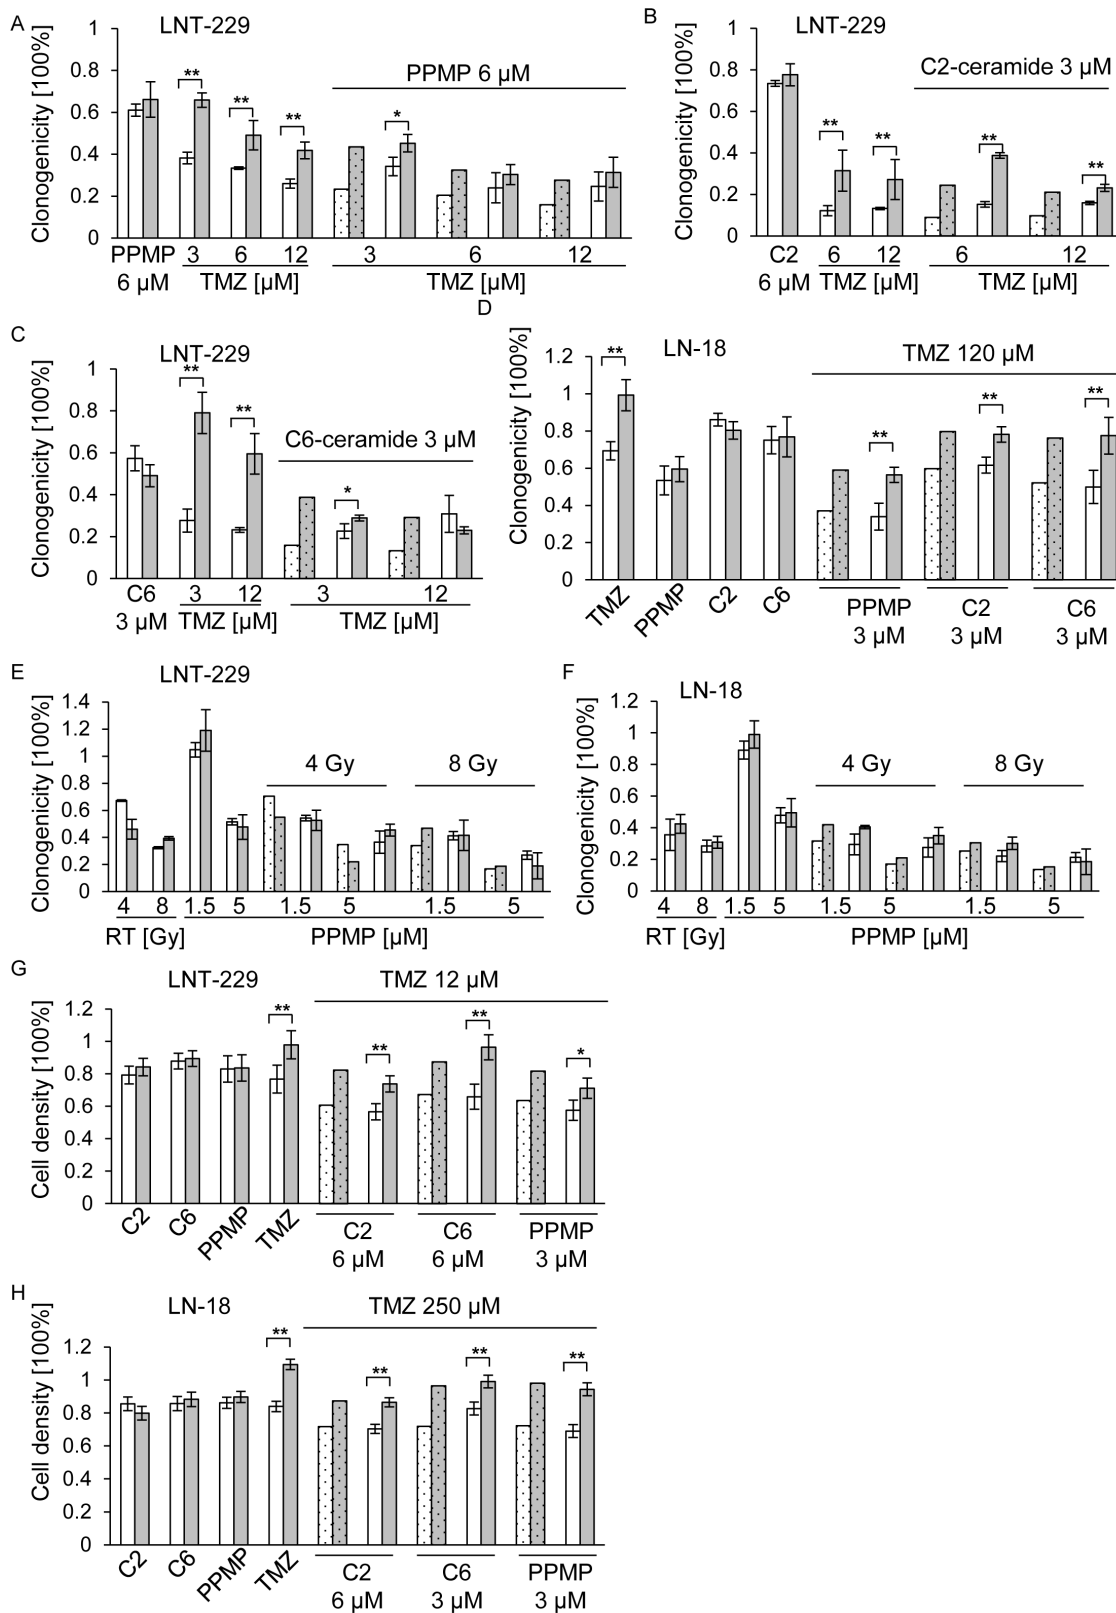 A
LNT-229
Clonogenicity [100%]
1
0.8
0.6
0.4
0.2
0
** ** ** *
PPMP 6 µM
PPMP 3 6 12 3 6 12
6 µM TMZ [µM] TMZ [µM]
B
LNT-229
Clonogenicity [100%]
1
0.8
0.6
0.4
0.2
0
C2-ceramide 3 µM
** ** ** **
C2 6 12 6 12
6 µM TMZ [µM] TMZ [µM]
C
LNT-229
Clonogenicity [100%]
1
0.8
0.6
0.4
0.2
0
** ** *
C6-ceramide 3 µM
C6 3 12 3 12
3 µM TMZ [µM] TMZ [µM]
D
LN-18
TMZ 120 µM
Clonogenicity [100%]
1.2
1
0.8
0.6
0.4
0.2
0
** ** ** **
TMZ PPMP C2 C6 PPMP C2 C6
3 µM 3 µM 3 µM
E
LNT-229
Clonogenicity [100%]
1.4
1.2
1
0.8
0.6
0.4
0.2
0
4 Gy 8 Gy
4 8 1.5 5 1.5 5 1.5 5
RT [Gy] PPMP [µM]
F
LN-18
Clonogenicity [100%]
1.2
1
0.8
0.6
0.4
0.2
0
4 Gy 8 Gy
4 8 1.5 5 1.5 5 1.5 5
RT [Gy] PPMP [µM]
G
LNT-229
TMZ 12 µM
Cell density [100%]
1.2
1
0.8
0.6
0.4
0.2
0
** ** ** *
C2 C6 PPMP TMZ C2 C6 PPMP
6 µM 6 µM 3 µM
H
LN-18
TMZ 250 µM
Cell density [100%]
1.2
1
0.8
0.6
0.4
0.2
0
** ** ** **
C2 C6 PPMP TMZ C2 C6 PPMP
6 µM 3 µM 3 µM